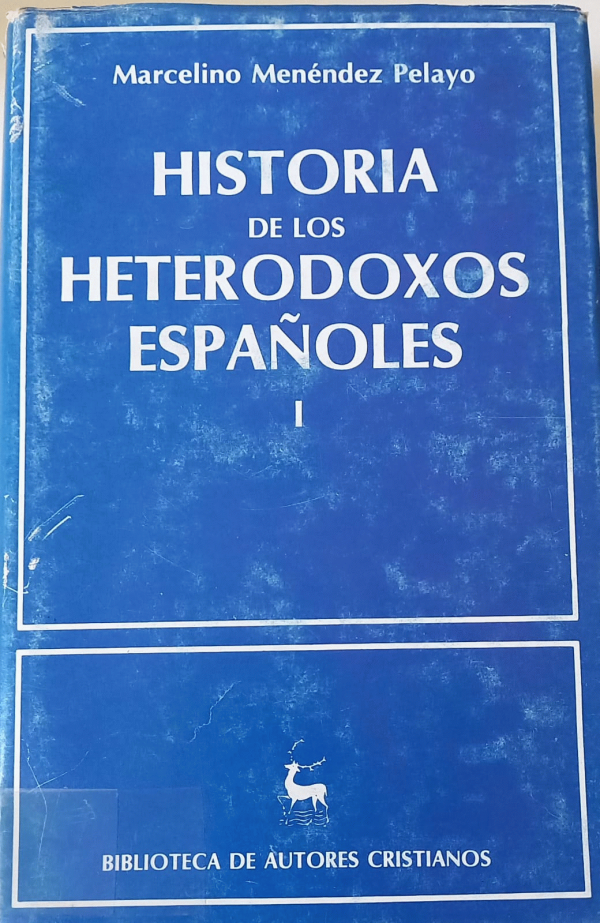 Marcelino Menéndez Pelayo
HISTORIA
DE LOS
HETERODOXOS
ESPAÑOLES
I
BIBLIOTECA DE AUTORES CRISTIANOS